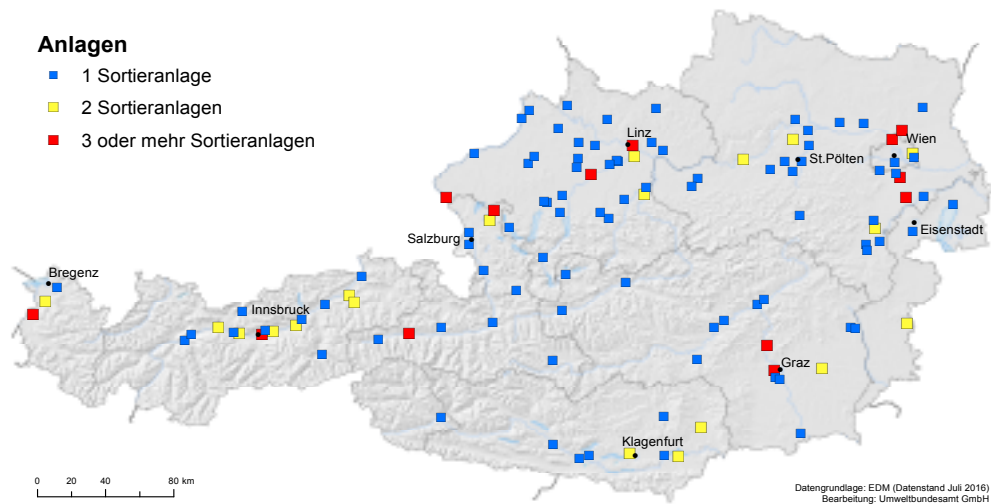 Anlagen
1 Sortieranlage
2 Sortieranlagen
3 oder mehr Sortieranlagen
Linz
Wien
St.Pölten
Eisenstadt
Salzburg
Bregenz
Innsbruck
Graz
Klagenfurt
0 20 40 80 km
Datengrundlage: EDM (Datenstand Juli 2016)
Bearbeitung: Umweltbundesamt GmbH